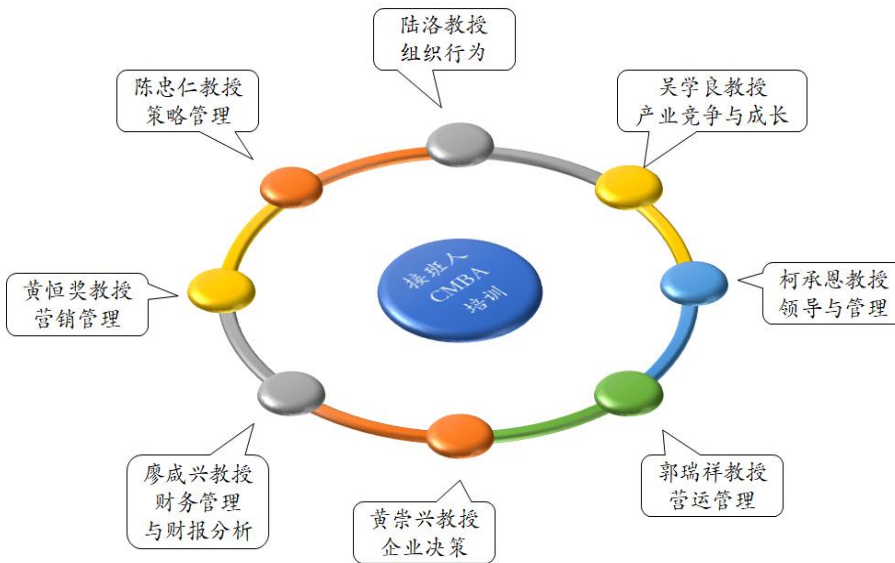 陆洛教授
组织行为
陈忠仁教授
策略管理
吴学良教授
产业竞争与成长
接班人
CMBA
培训
黄恒奖教授
营销管理
柯承恩教授
领导与管理
廖咸兴教授
财务管理
与财报分析
黄崇兴教授
企业决策
郭瑞祥教授
营运管理